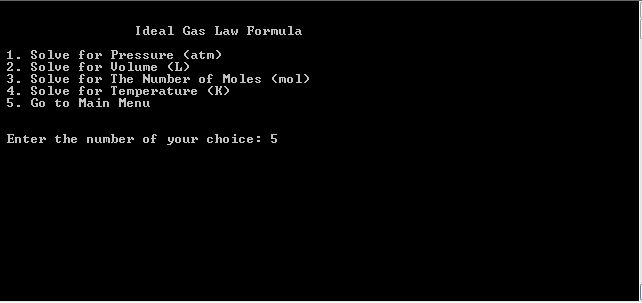 Ideal Gas Law Formula
1. Solve for Pressure (atm)
2. Solve for Volume (L)
3. Solve for The Number of Moles (mol)
4. Solve for Temperature (K)
5. Go to Main Menu
Enter the number of your choice: 5